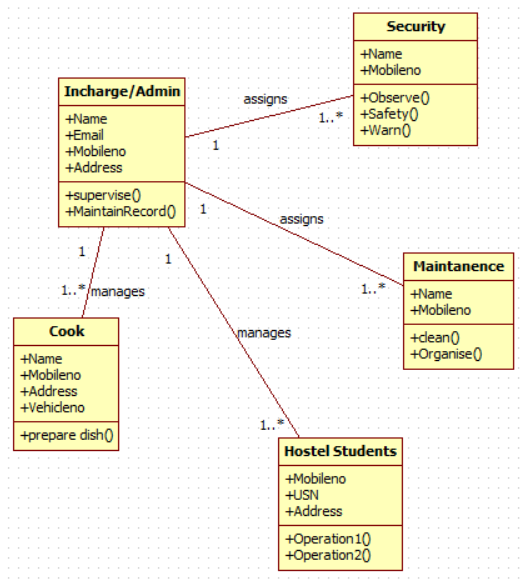 Security
+Name
+Mobileno
+Observe()
+Safety()
+Warn()
Incharge/Admin
+Name
+Email
+Mobileno
+Address
+supervise()
+MaintainRecord()
assigns
1
1..*
assigns
1
1..*
Maintanence
+Name
+Mobileno
+clean()
+Organise()
1
1..*
manages
Cook
+Name
+Mobileno
+Address
+Vehicleno
+prepare dish()
1
manages
1..*
Hostel Students
+Mobileno
+USN
+Address
+Operation1()
+Operation2()